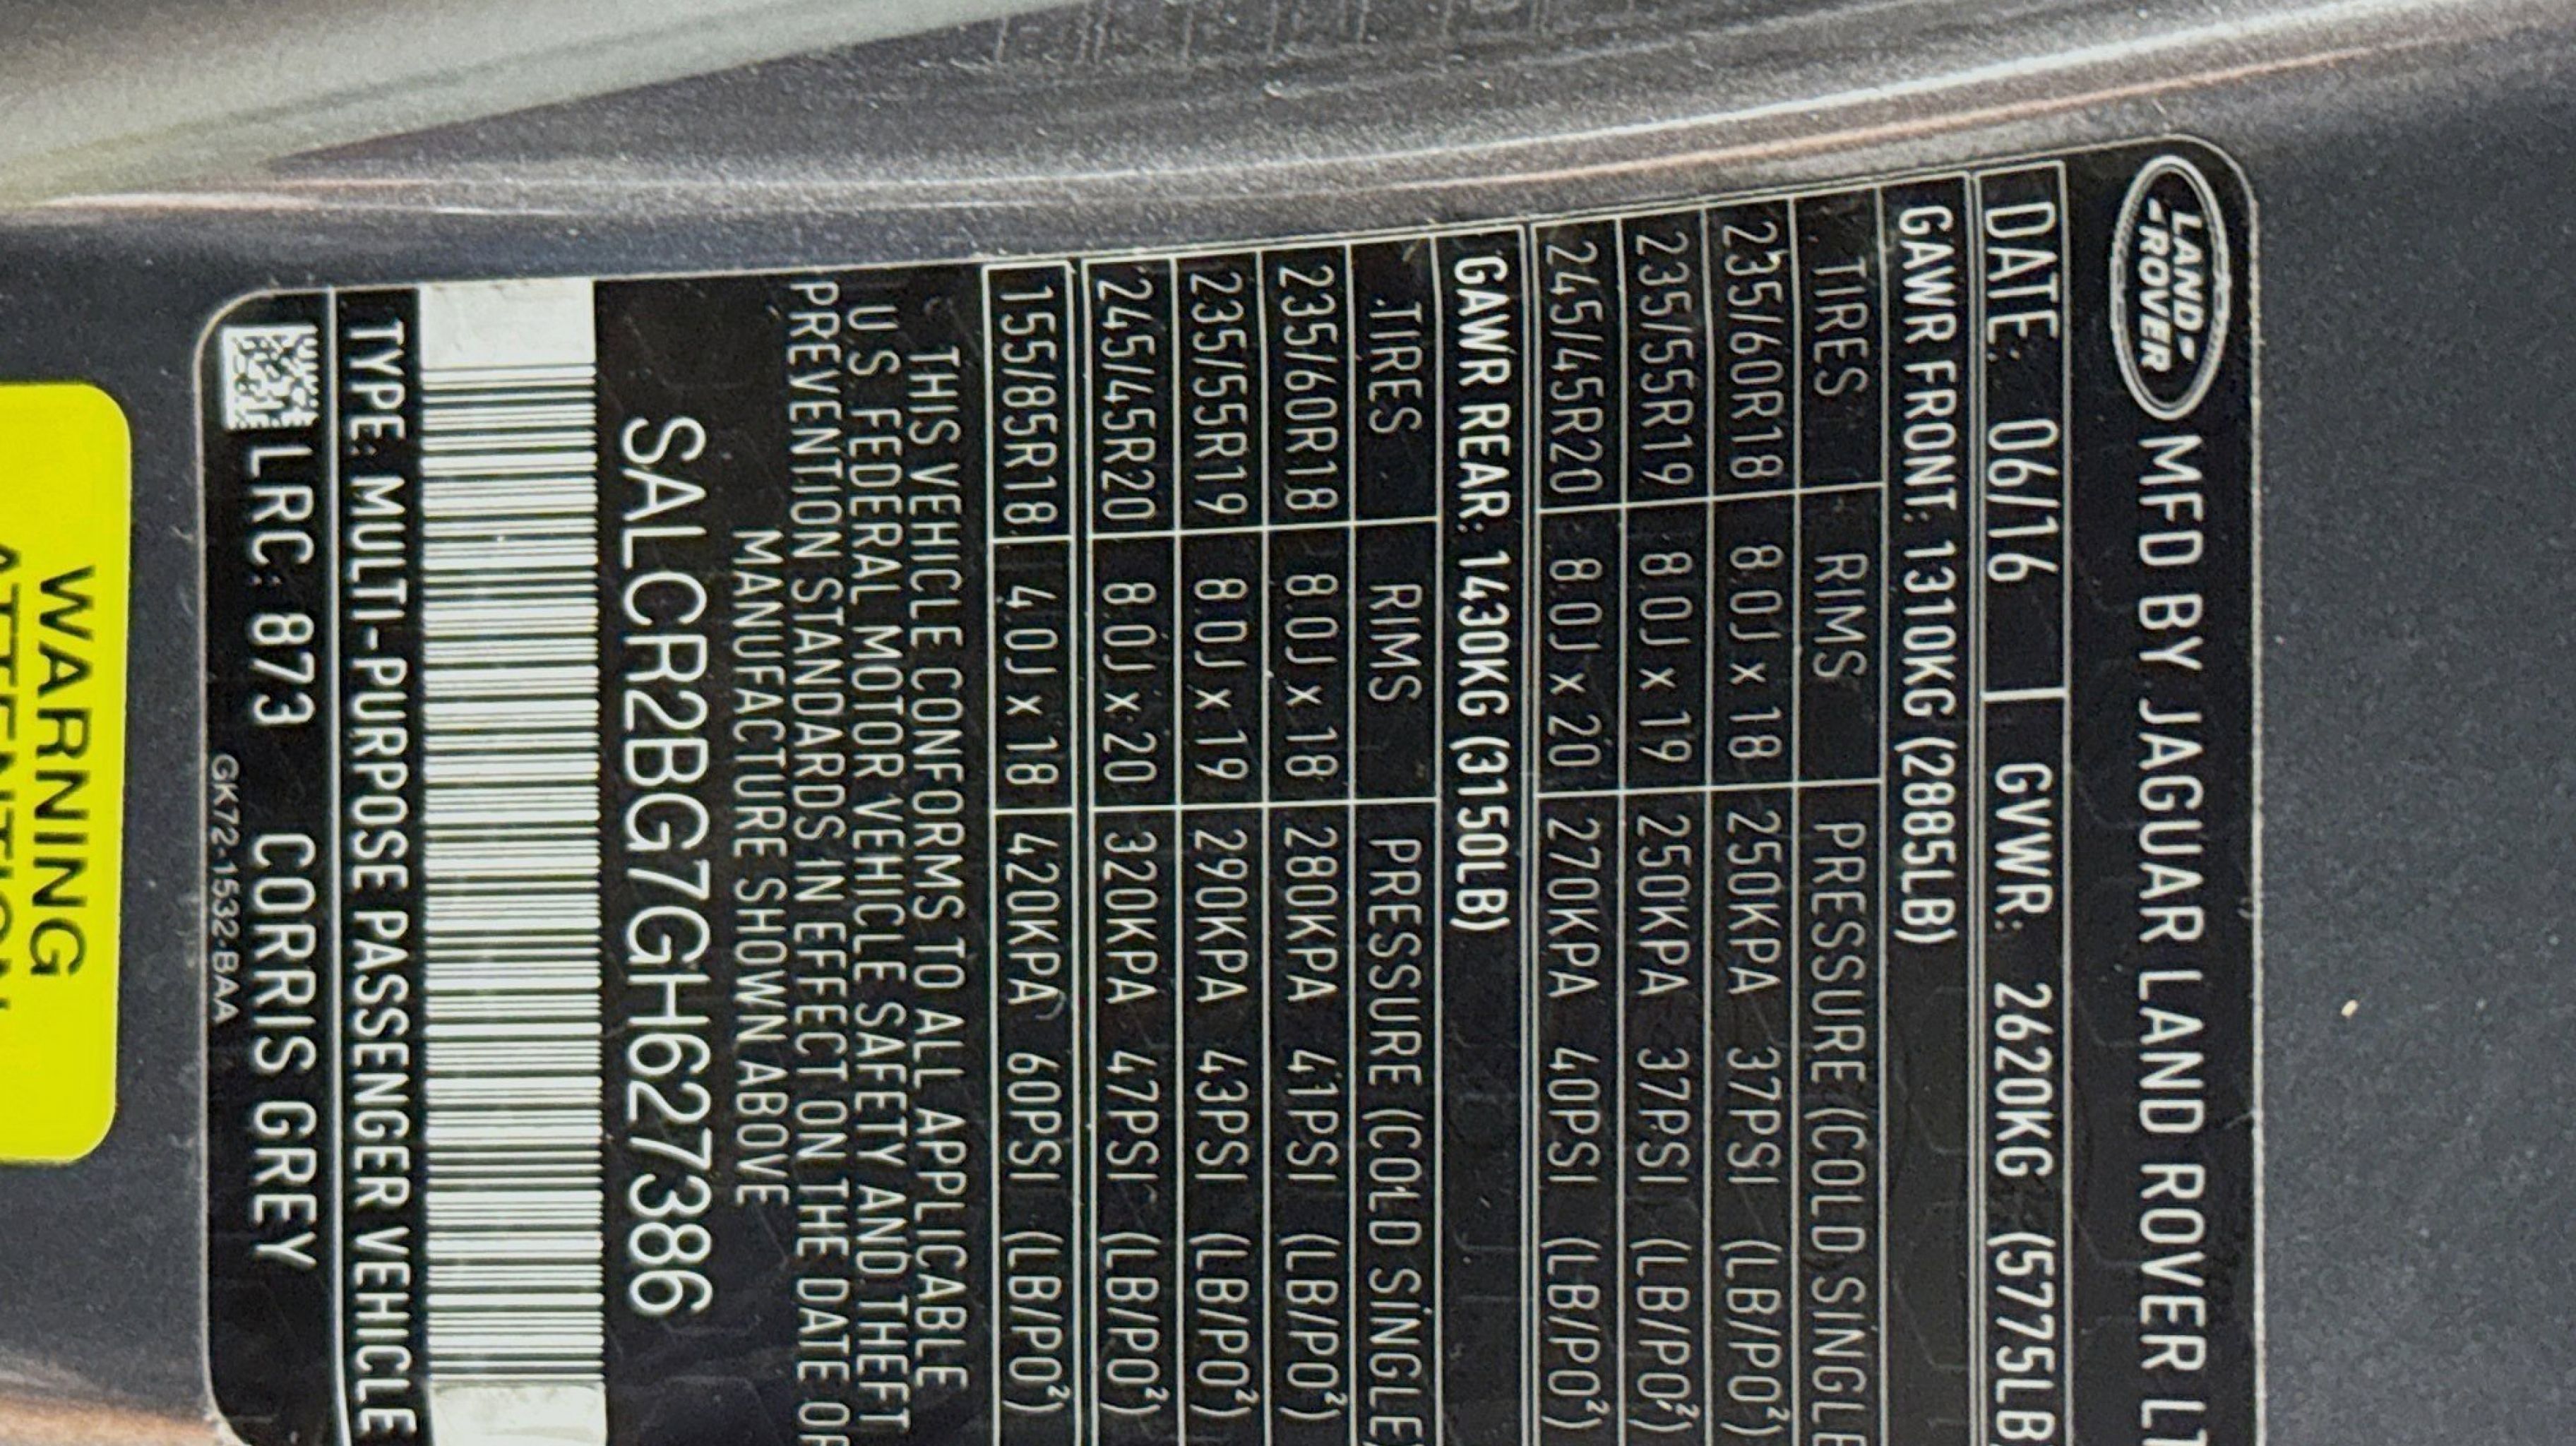 LAND-
-ROVER
MFD BY JAGUAR LAND ROVER LT
DATE: 06/16 GVWR: 2620KG (5775LB
GAWR FRONT: 1310KG (2885LB)
TIRES RIMS PRESSURE (COLD SINGLE
235/60R18 8.0J x 18 250KPA 37PSI (LB/PO²)
235/55R19 8.0J x 19 250KPA 37PSI (LB/PO²)
245/45R20 8.0J x 20 270KPA 40PSI (LB/PO²)
GAWR REAR: 1430KG (3150LB)
TIRES RIMS PRESSURE (COLD SINGLE)
235/60R18 8.0J x 18 280KPA 41PSI (LB/PO²)
235/55R19 8.0J x 19 290KPA 43PSI (LB/PO²)
245/45R20 8.0J x 20 320KPA 47PSI (LB/PO²)
155/85R18 4.0J x 18 420KPA 60PSI (LB/PO²)
THIS VEHICLE CONFORMS TO ALL APPLICABLE
U.S. FEDERAL MOTOR VEHICLE SAFETY AND THEFT
PREVENTION STANDARDS IN EFFECT ON THE DATE OF
MANUFACTURE SHOWN ABOVE
SALCR2BG7GH627386
TYPE: MULTI-PURPOSE PASSENGER VEHICLE
LRC: 873 CORRIS GREY
GK72-1532-BAA
WARNING
ATTENTION